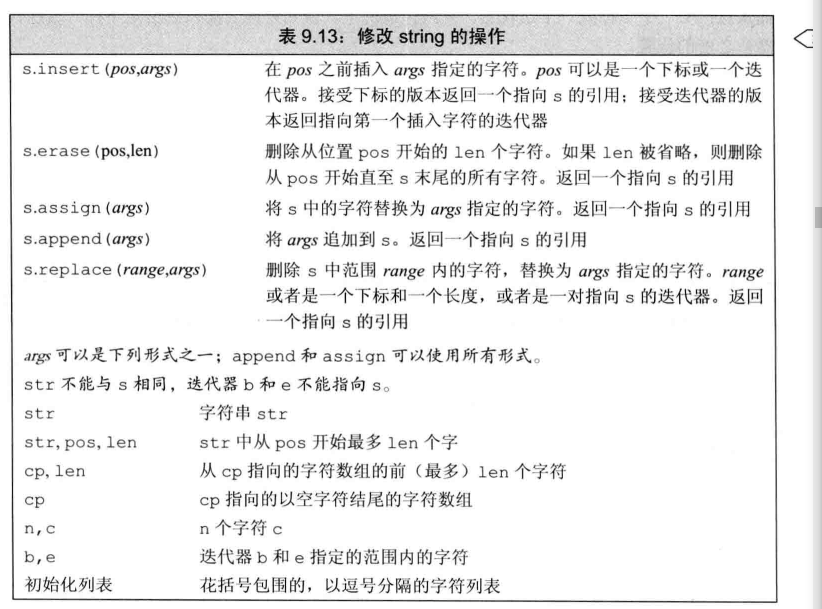 表 9.13：修改 string 的操作
s.insert(pos,args) 在 pos 之前插入 args 指定的字符。pos 可以是一个下标或一个迭
代器。接受下标的版本返回一个指向 s 的引用；接受迭代器的版
本返回指向第一个插入字符的迭代器
s.erase(pos,len) 删除从位置 pos 开始的 len 个字符。如果 len 被省略，则删除
从 pos 开始直至 s 末尾的所有字符。返回一个指向 s 的引用
s.assign(args) 将 s 中的字符替换为 args 指定的字符。返回一个指向 s 的引用
s.append(args) 将 args 追加到 s。返回一个指向 s 的引用
s.replace(range,args) 删除 s 中范围 range 内的字符，替换为 args 指定的字符。range
或者是一个下标和一个长度，或者是一对指向 s 的迭代器。返回
一个指向 s 的引用
args 可以是下列形式之一；append 和 assign 可以使用所有形式。
str 不能与 s 相同，迭代器 b 和 e 不能指向 s。
str 字符串 str
str,pos,len str 中从 pos 开始最多 len 个字
cp,len 从 cp 指向的字符数组的前（最多）len 个字符
cp cp 指向的以空字符结尾的字符数组
n,c n 个字符 c
b,e 迭代器 b 和 e 指定的范围内的字符
初始化列表 花括号包围的，以逗号分隔的字符列表